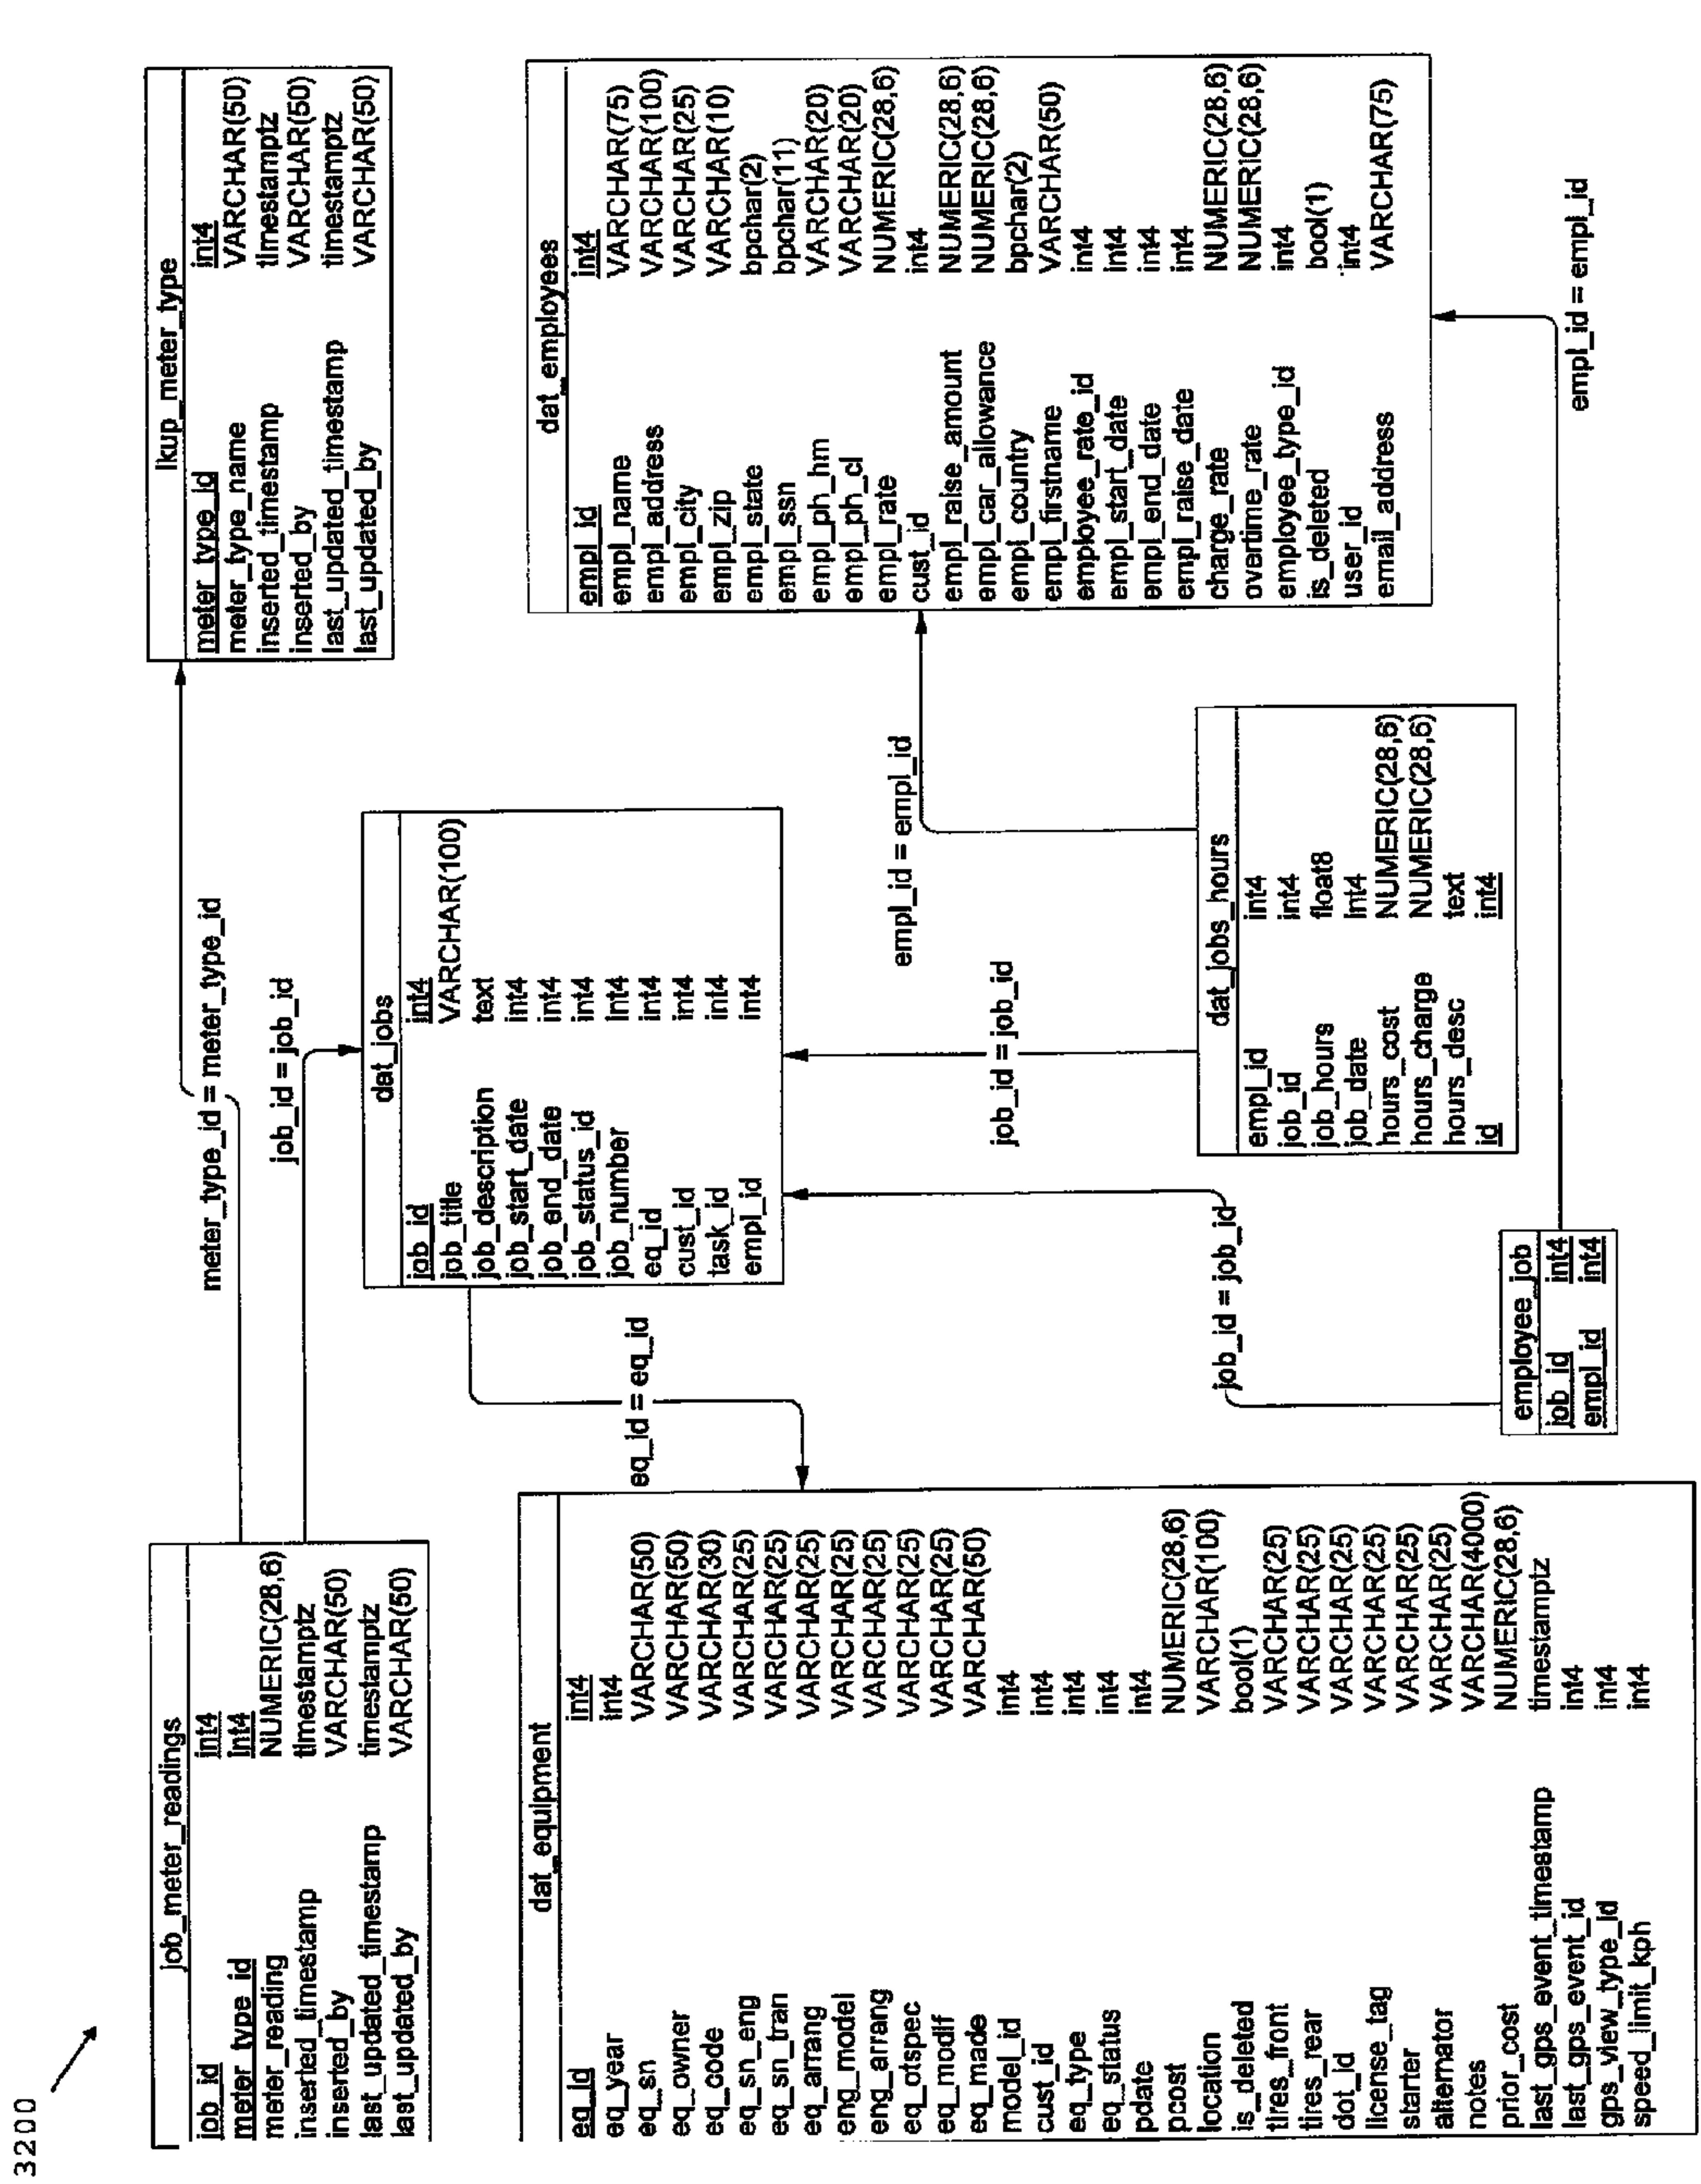 3200
job_meter_readings
job_id int4
meter_type_id int4
meter_reading NUMERIC(28,6)
inserted_timestamp timestamptz
inserted_by VARCHAR(50)
last_updated_timestamp timestamptz
last_updated_by VARCHAR(50)
meter_type_id = meter_type_id
job_id = job_id
lkup_meter_type
meter_type_id int4
meter_type_name VARCHAR(50)
inserted_timestamp timestamptz
inserted_by VARCHAR(50)
last_updated_timestamp timestamptz
last_updated_by VARCHAR(50)
dat_jobs
job_id int4
job_title VARCHAR(100)
job_description text
job_start_date int4
job_end_date int4
job_status_id int4
job_number int4
eq_id int4
cust_id int4
task_id int4
empl_id int4
eq_id = eq_id
dat_equipment
eq_id int4
eq_year int4
eq_sn VARCHAR(50)
eq_owner VARCHAR(50)
eq_code VARCHAR(30)
eq_sn_eng VARCHAR(25)
eq_sn_tran VARCHAR(25)
eq_arrang VARCHAR(25)
eng_model VARCHAR(25)
eng_arrang VARCHAR(25)
eq_otspec VARCHAR(25)
eq_modif VARCHAR(25)
eq_made VARCHAR(50)
model_id int4
cust_id int4
eq_type int4
eq_status int4
pdate int4
pcost NUMERIC(28,6)
location VARCHAR(100)
is_deleted bool(1)
tires_front VARCHAR(25)
tires_rear VARCHAR(25)
dot_id VARCHAR(25)
license_tag VARCHAR(25)
starter VARCHAR(25)
alternator VARCHAR(25)
notes VARCHAR(4000)
prior_cost NUMERIC(28,6)
last_gps_event_timestamp timestamptz
last_gps_event_id int4
gps_view_type_id int4
speed_limit_kph int4
dat_employees
empl_id int4
empl_name VARCHAR(75)
empl_address VARCHAR(100)
empl_city VARCHAR(25)
empl_zip VARCHAR(10)
empl_state bpchar(2)
empl_ssn bpchar(11)
empl_ph_hm VARCHAR(20)
empl_ph_cl VARCHAR(20)
empl_rate NUMERIC(28,6)
cust_id int4
empl_raise_amount NUMERIC(28,6)
empl_car_allowance NUMERIC(28,6)
empl_country bpchar(2)
empl_firstname VARCHAR(50)
employee_rate_id int4
empl_start_date int4
empl_end_date int4
empl_raise_date int4
charge_rate NUMERIC(28,6)
overtime_rate NUMERIC(28,6)
employee_type_id int4
is_deleted bool(1)
user_id int4
email_address VARCHAR(75)
empl_id = empl_id
job_id = job_id
dat_jobs_hours
empl_id int4
job_id int4
job_hours float8
job_date int4
hours_cost NUMERIC(28,6)
hours_charge NUMERIC(28,6)
hours_desc text
id int4
job_id = job_id
employee_job
job_id int4
empl_id int4
empl_id = empl_id